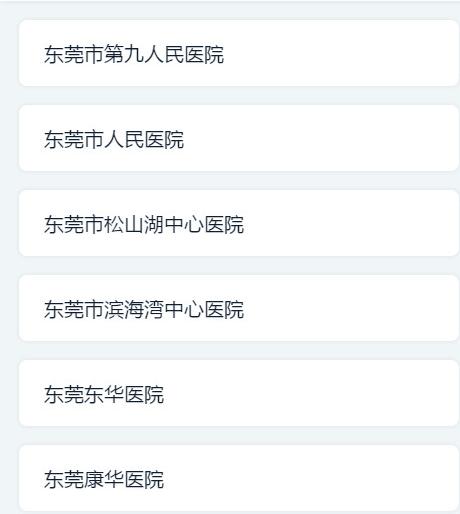 东莞市第九人民医院
东莞市人民医院
东莞市松山湖中心医院
东莞市滨海湾中心医院
东莞东华医院
东莞康华医院